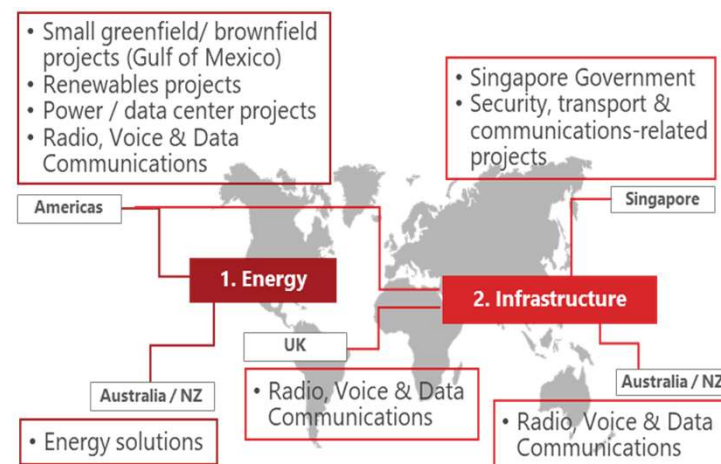 • Small greenfield/ brownfield
projects (Gulf of Mexico)
• Renewables projects
• Power / data center projects
• Radio, Voice & Data
Communications
• Singapore Government
• Security, transport &
communications-related
projects
Americas
Singapore
1. Energy
2. Infrastructure
UK
Australia / NZ
Australia / NZ
• Radio, Voice & Data
Communications
• Energy solutions
• Radio, Voice & Data
Communications